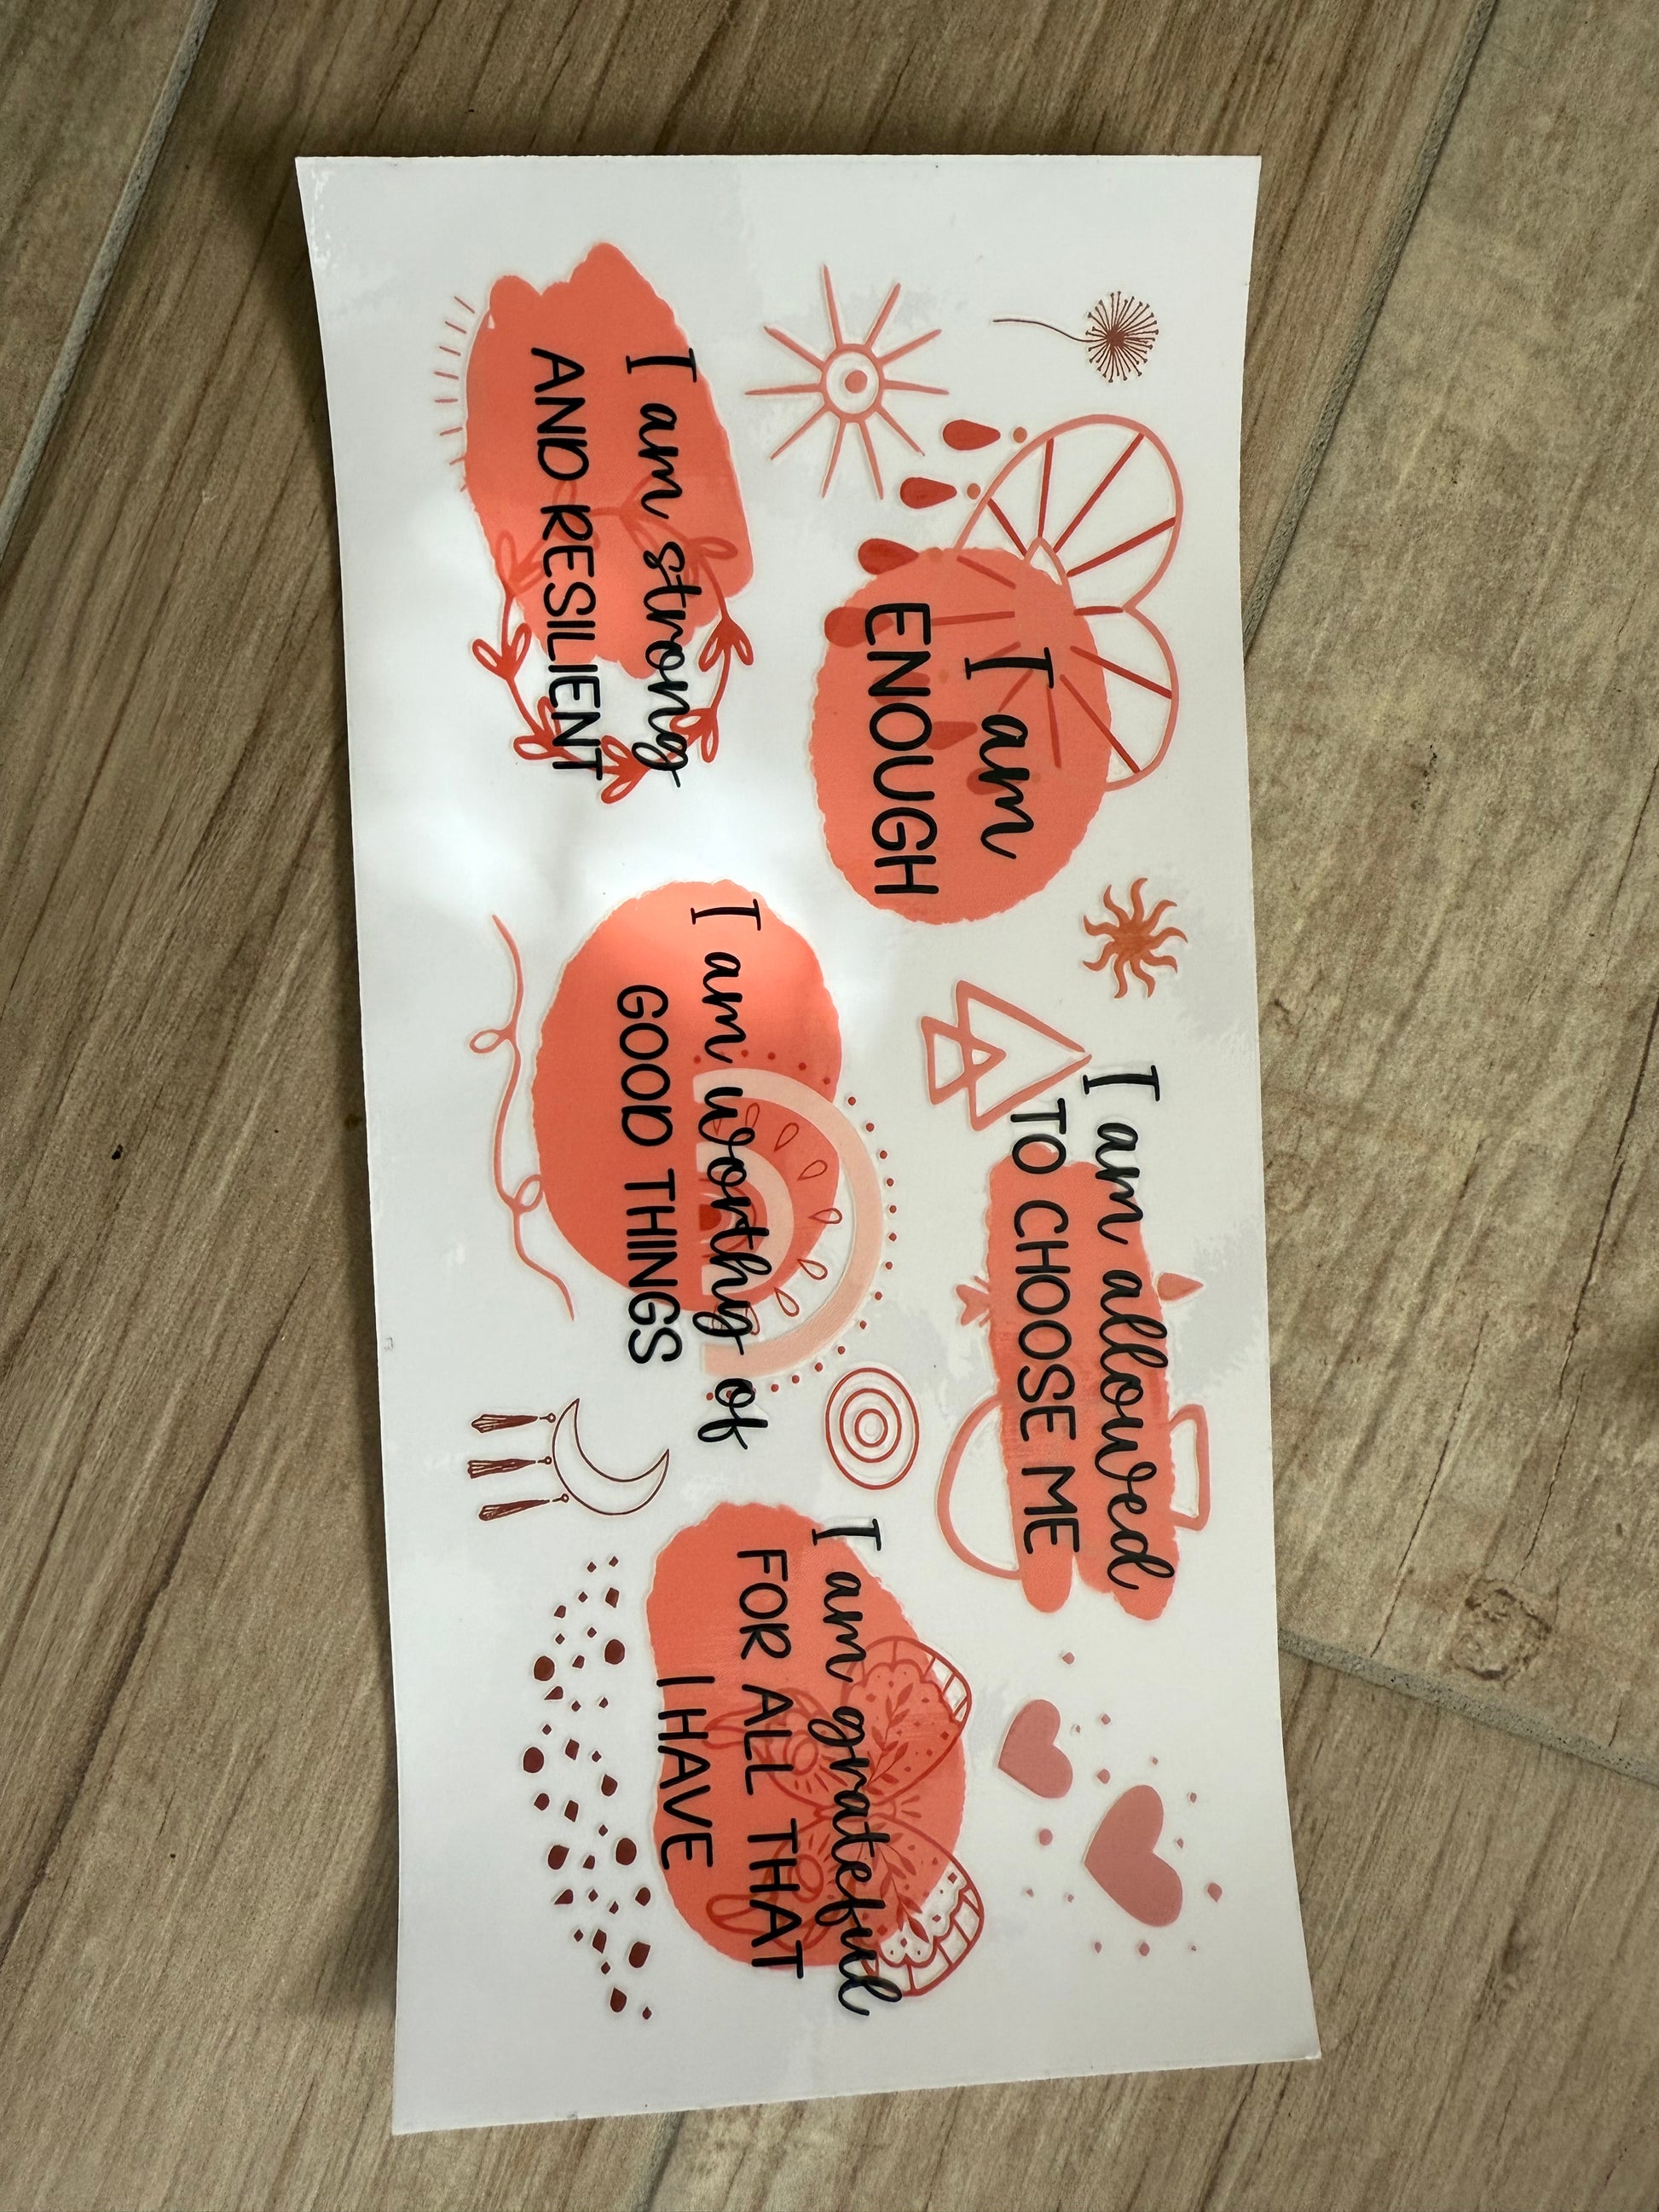 I am
ENOUGH
I am allowed
TO CHOOSE ME
I am strong
AND RESILIENT
I am worthy of
GOOD THINGS
I am grateful
FOR ALL THAT
I HAVE